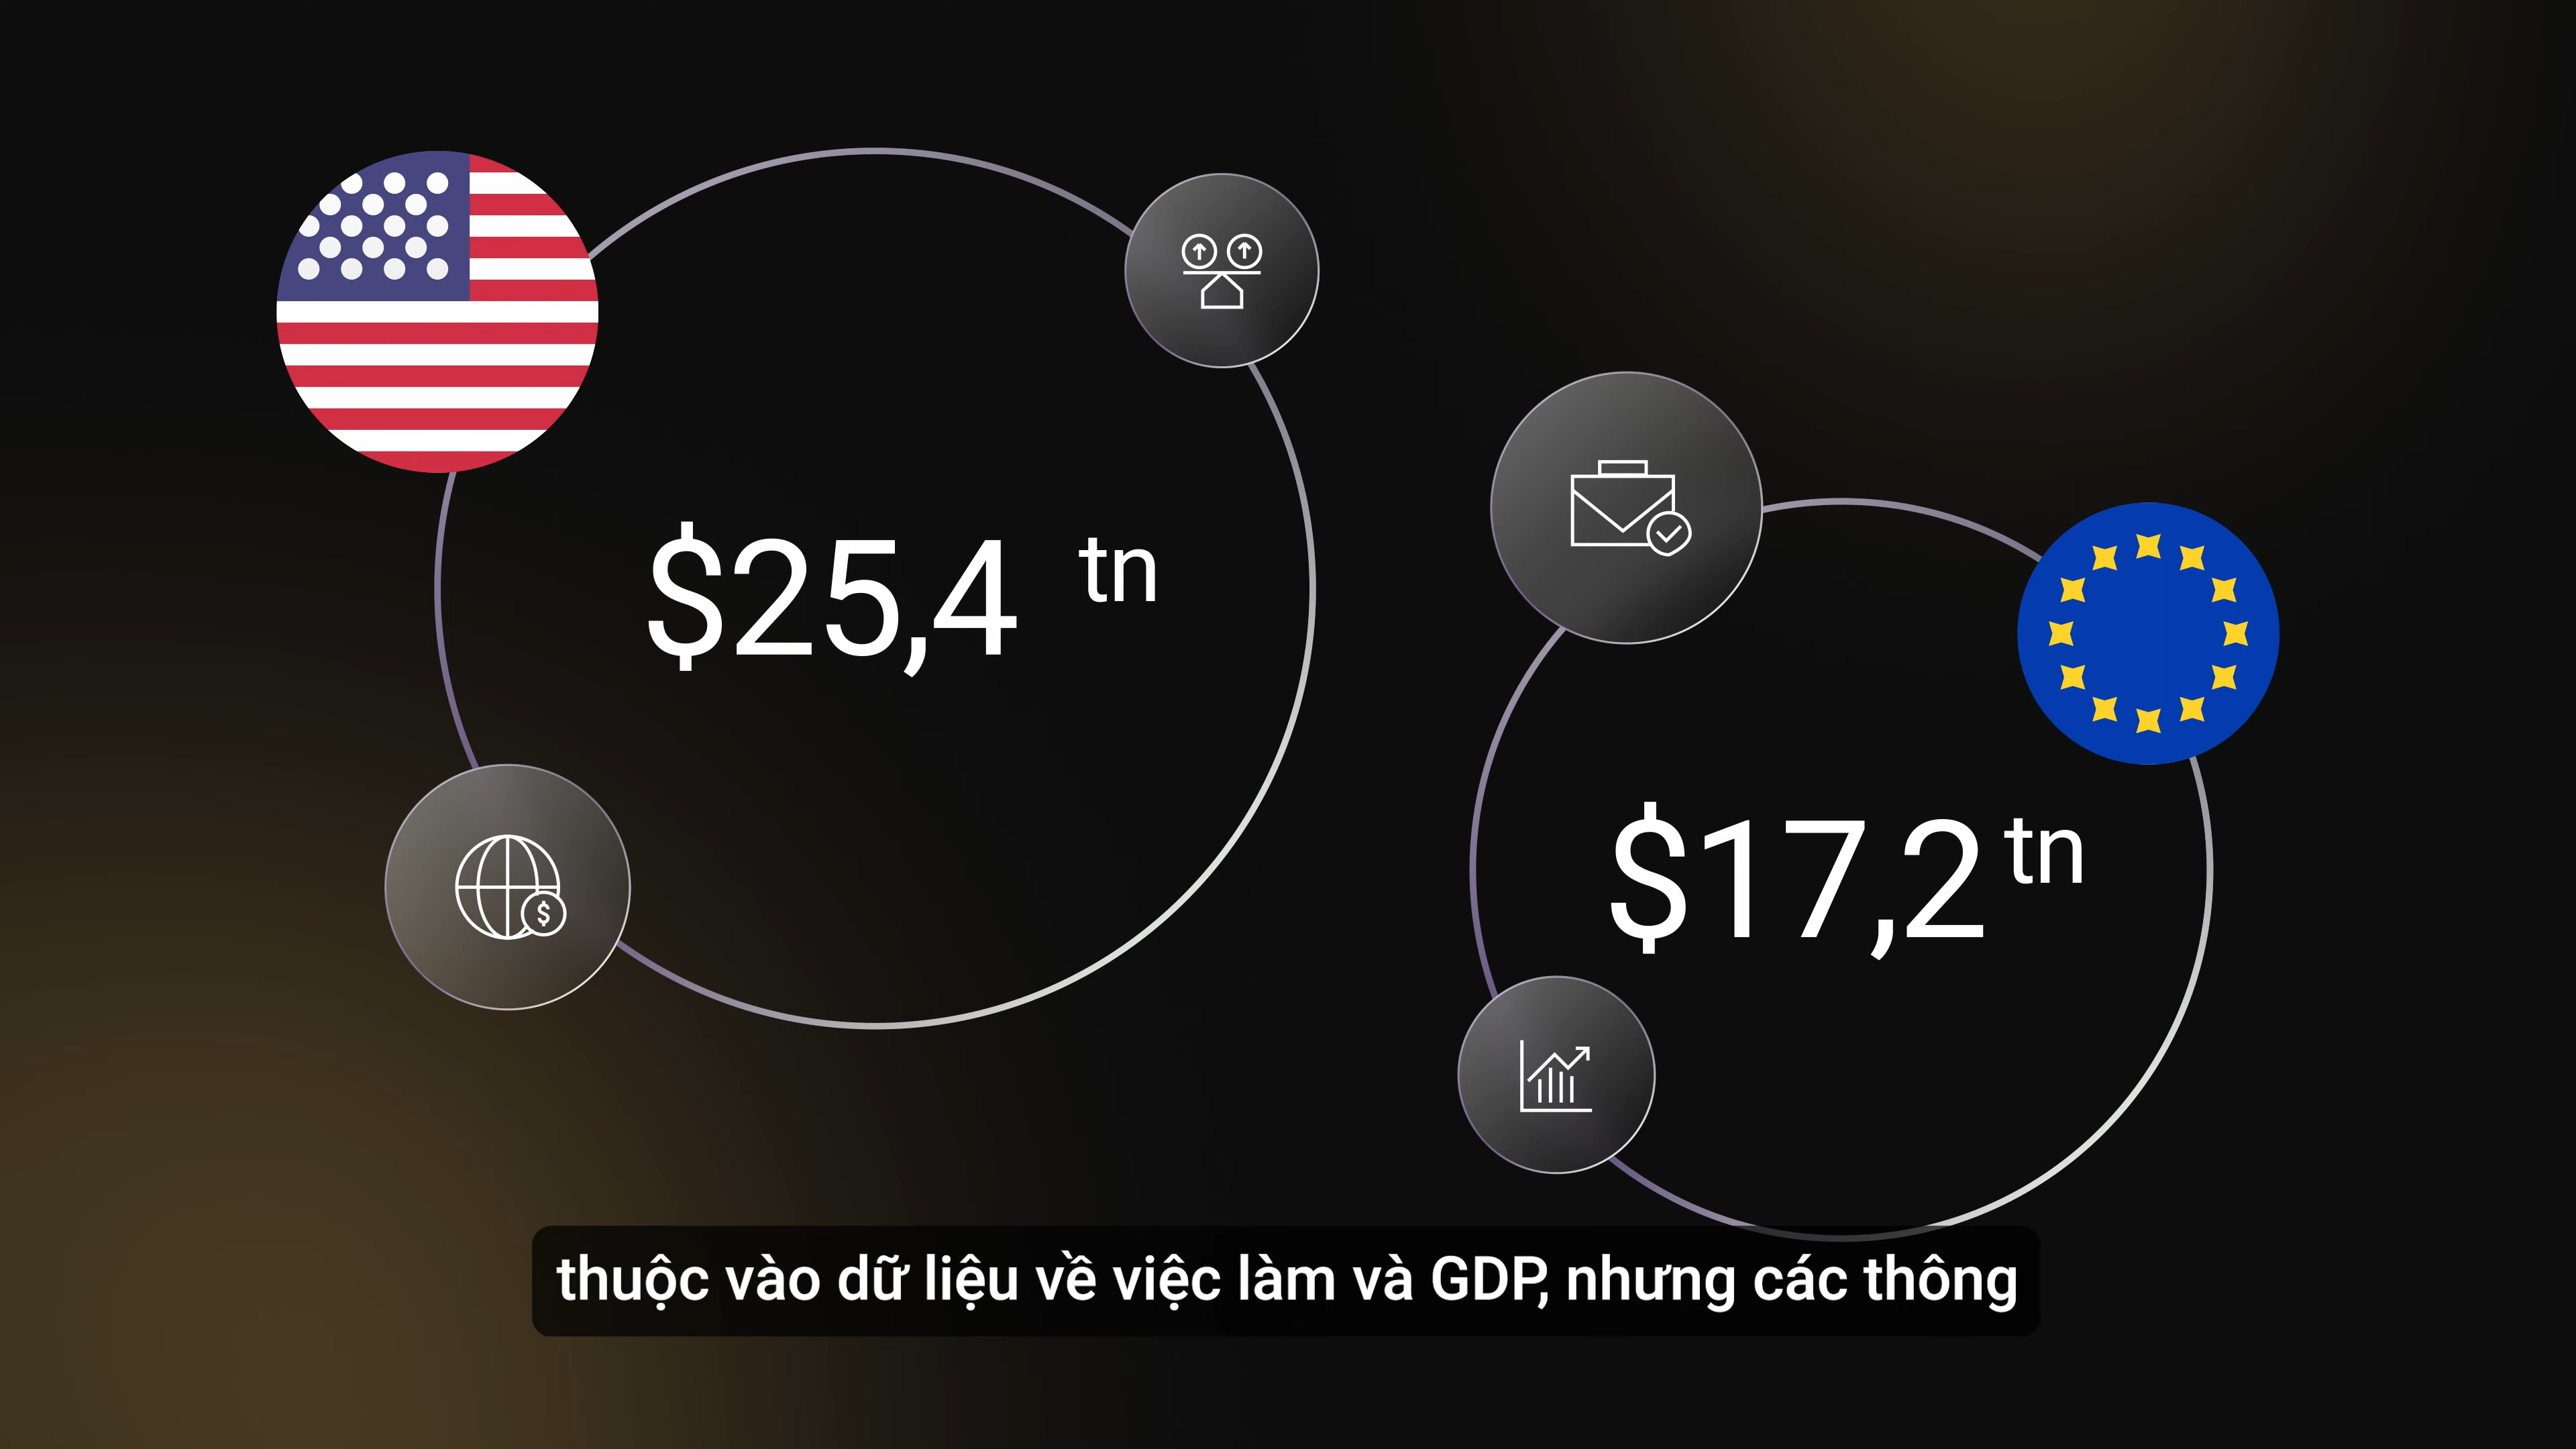 $25,4 tn
$17,2 tn
$
thuộc vào dữ liệu về việc làm và GDP, nhưng các thông